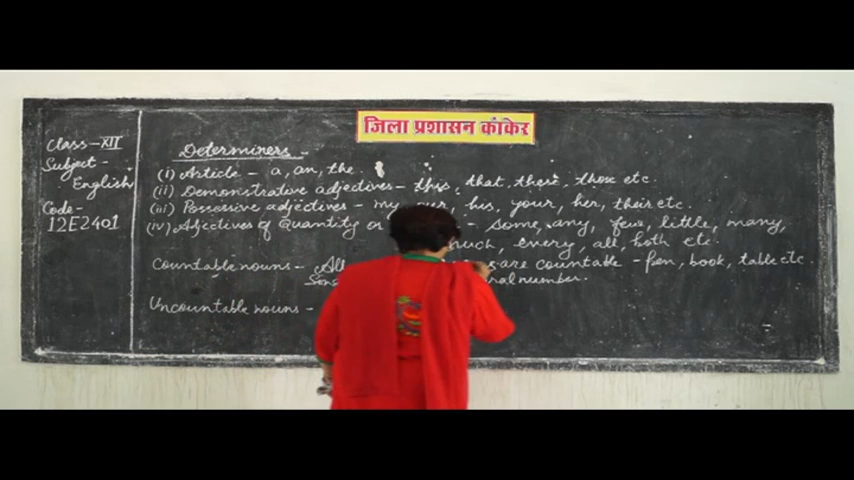 जिला प्रशासन कांकेर
Class - XII
Subject -
English
Code -
12E2401
Determiners -
(i) Article - a, an, the.
(ii) Demonstrative adjectives - this, that, these, those etc.
(iii) Possessive adjectives - my, our, his, your, her, their etc.
(iv) Adjectives of Quantity or - some, any, few, little, many,
much, every, all, both etc.
Countable nouns - All are countable - pen, book, table etc.
number.
Uncountable nouns -